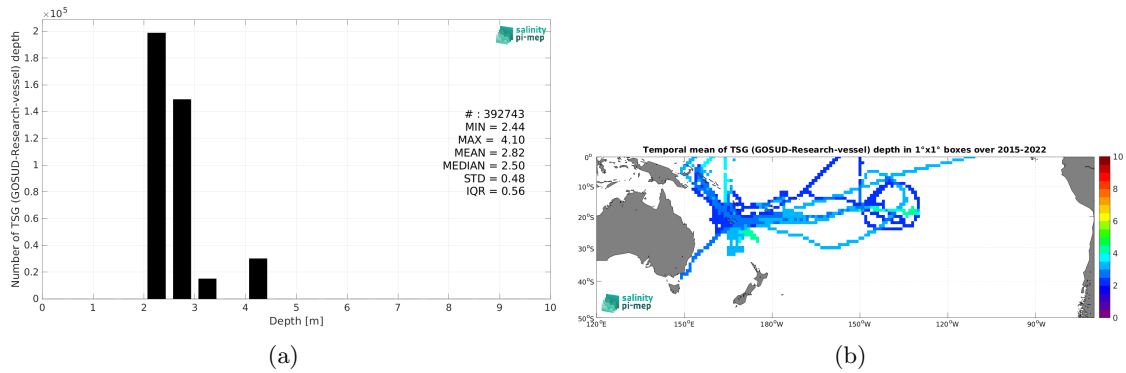 ×10⁵
2
1.8
1.6
1.4
1.2
1
0.8
0.6
0.4
0.2
0
Number of TSG (GOSUD-Research-vessel) depth
salinity
pi-mep
# : 392743
MIN = 2.44
MAX = 4.10
MEAN = 2.82
MEDIAN = 2.50
STD = 0.48
IQR = 0.56
0 1 2 3 4 5 6 7 8 9 10
Depth [m]
(a)
Temporal mean of TSG (GOSUD-Research-vessel) depth in 1°x1° boxes over 2015-2022
0°
10°S
20°S
30°S
40°S
50°S
salinity
pi-mep
120°E 150°E 180°W 150°W 120°W 90°W
10
8
6
4
2
0
(b)